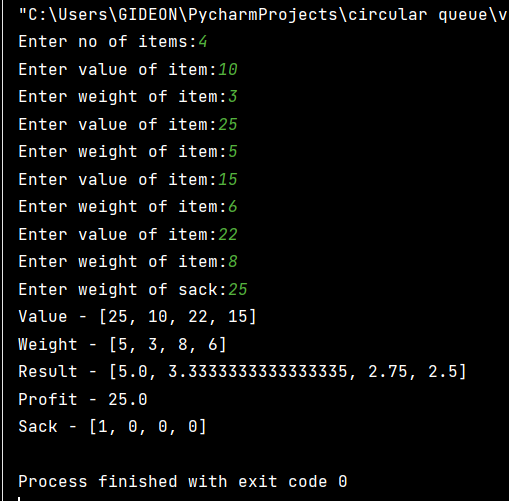 "C:\Users\GIDEON\PycharmProjects\circular queue\v
Enter no of items:4
Enter value of item:10
Enter weight of item:3
Enter value of item:25
Enter weight of item:5
Enter value of item:15
Enter weight of item:6
Enter value of item:22
Enter weight of item:8
Enter weight of sack:25
Value - [25, 10, 22, 15]
Weight - [5, 3, 8, 6]
Result - [5.0, 3.3333333333333335, 2.75, 2.5]
Profit - 25.0
Sack - [1, 0, 0, 0]
Process finished with exit code 0